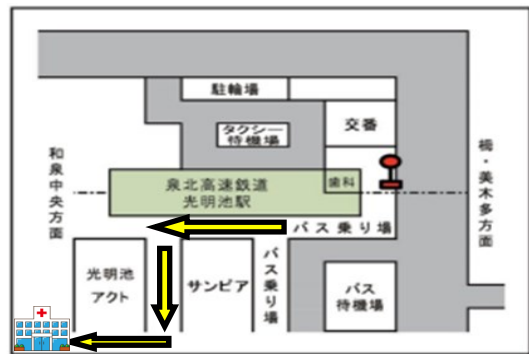 駐輪場
タクシー
待機場
交番
歯科
和泉中央方面
泉北高速鉄道
光明池駅
栂・美木多方面
バス乗り場
光明池
アクト
サンピア
バス乗り場
バス
待機場